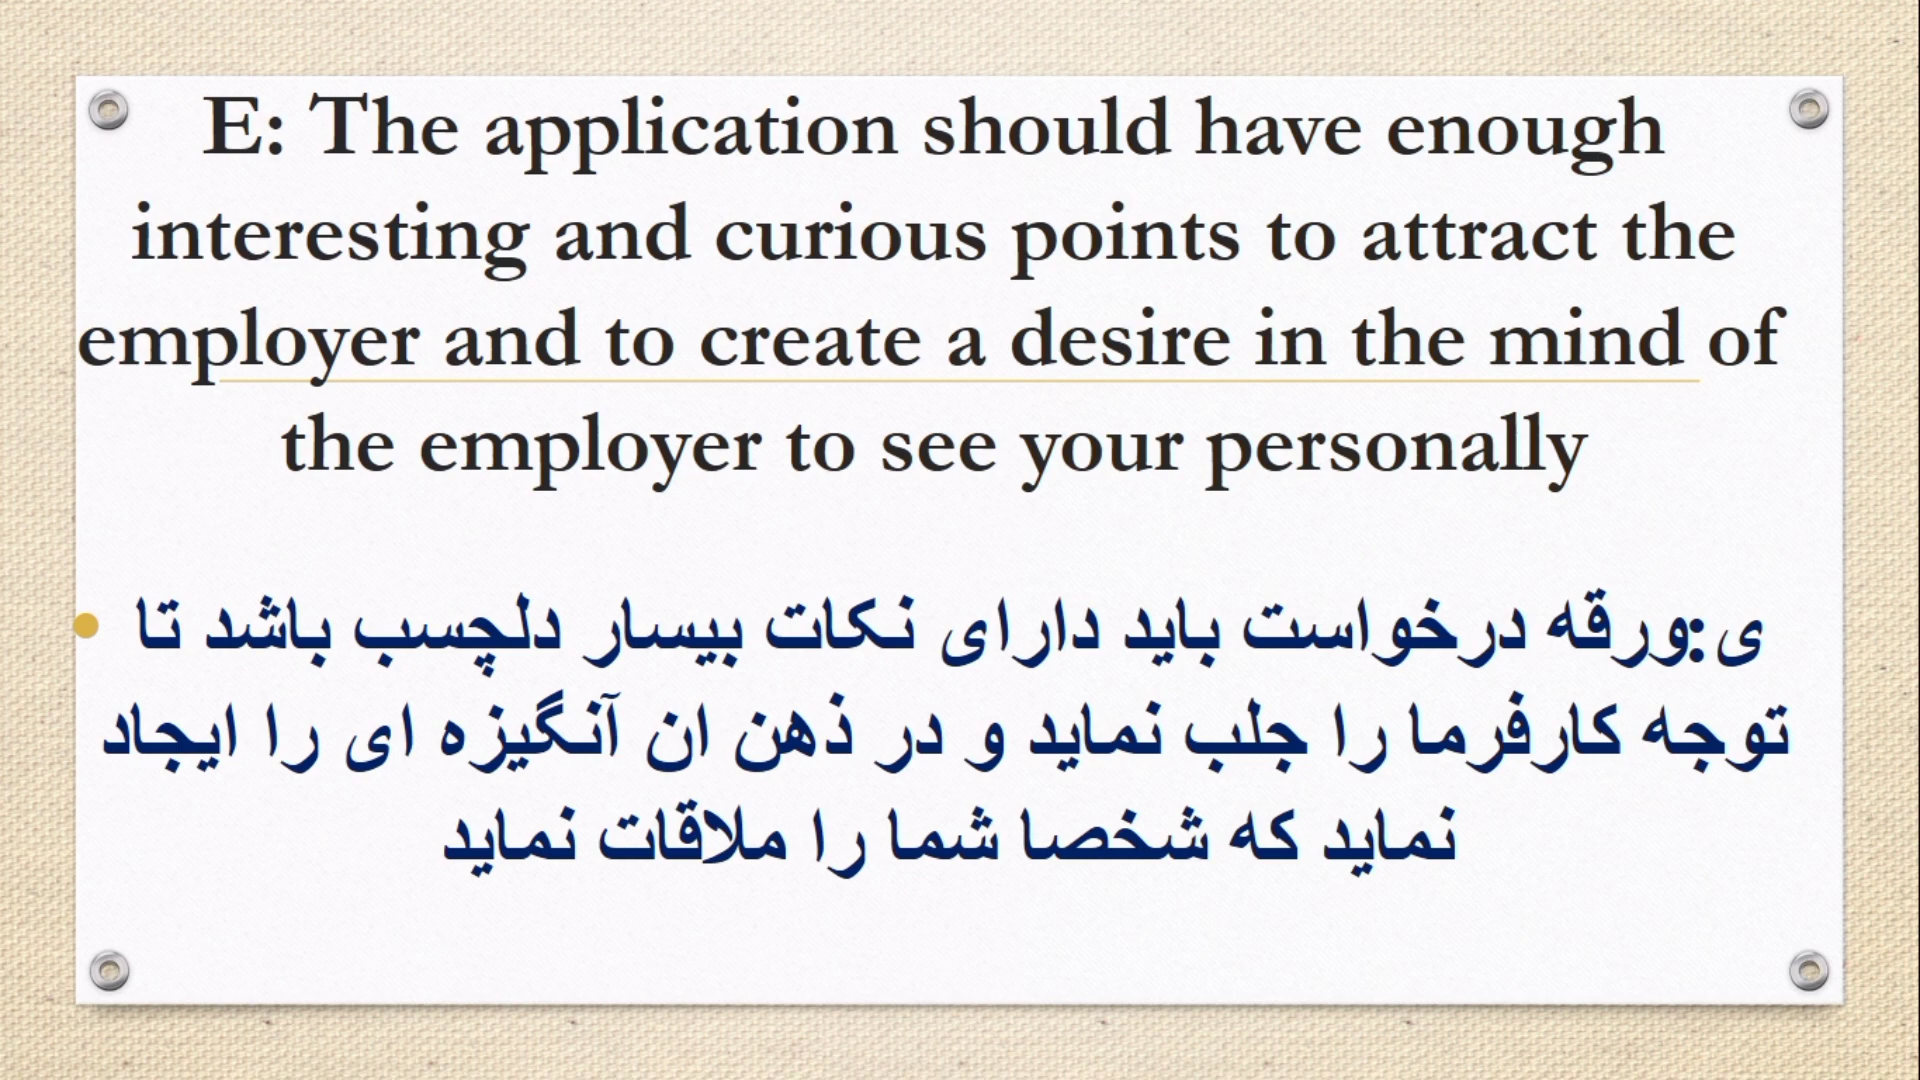 E: The application should have enough
interesting and curious points to attract the
employer and to create a desire in the mind of
the employer to see your personally
ی:ورقه درخواست باید دارای نکات بیسار دلچسب باشد تا
توجه کارفرما را جلب نماید و در ذهن ان آنگیزه ای را ایجاد
نماید که شخصا شما را ملاقات نماید